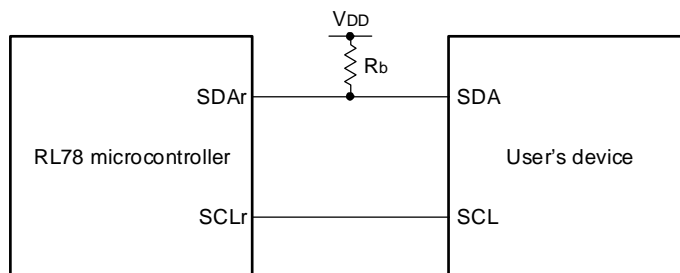 VDD
Rb
SDAr
SDA
RL78 microcontroller
User's device
SCLr
SCL